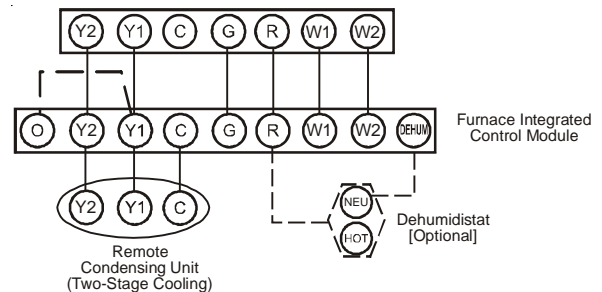 Y2 Y1 C G R W1 W2
O Y2 Y1 C G R W1 W2 DEHUM
Furnace Integrated
Control Module
Y2 Y1 C
NEU
HOT
Dehumidistat
[Optional]
Remote
Condensing Unit
(Two-Stage Cooling)